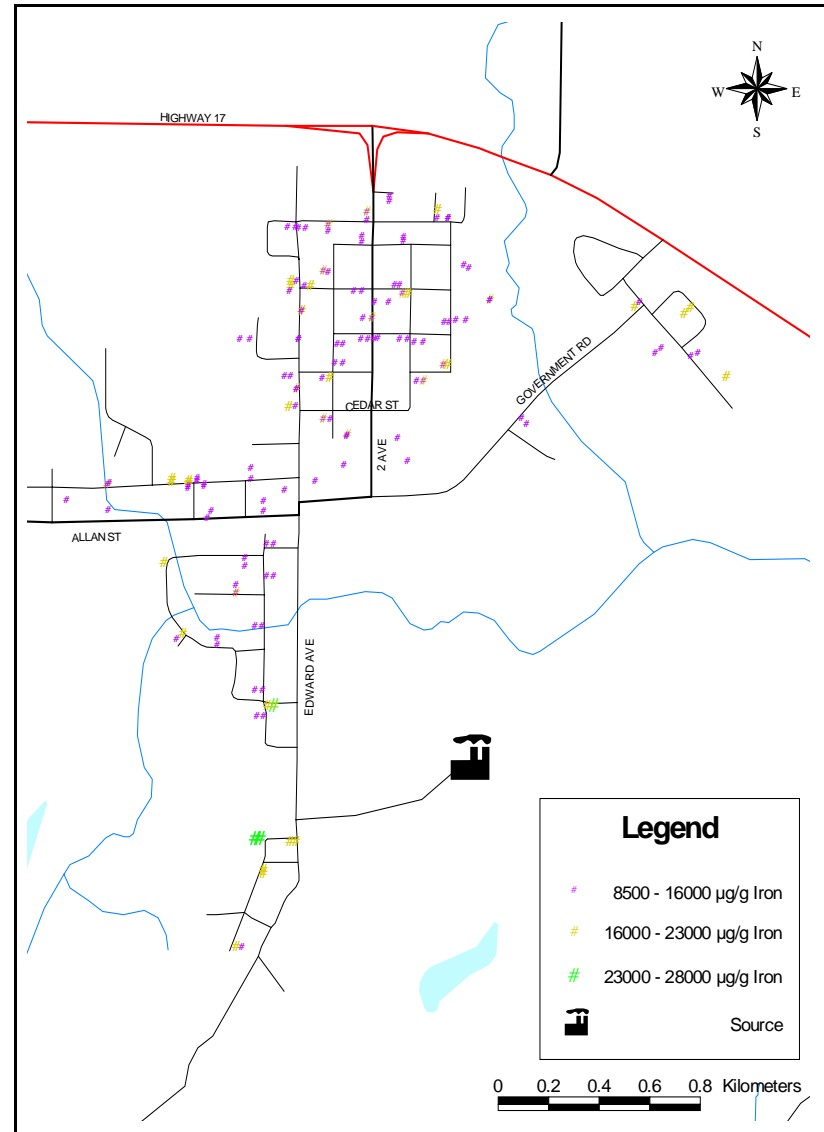 N
W E
S
HIGHWAY 17
GOVERNMENT RD
CEDAR ST
2 AVE
ALLAN ST
EDWARD AVE
Legend
# 8500 - 16000 µg/g Iron
# 16000 - 23000 µg/g Iron
# 23000 - 28000 µg/g Iron
Source
0 0.2 0.4 0.6 0.8 Kilometers